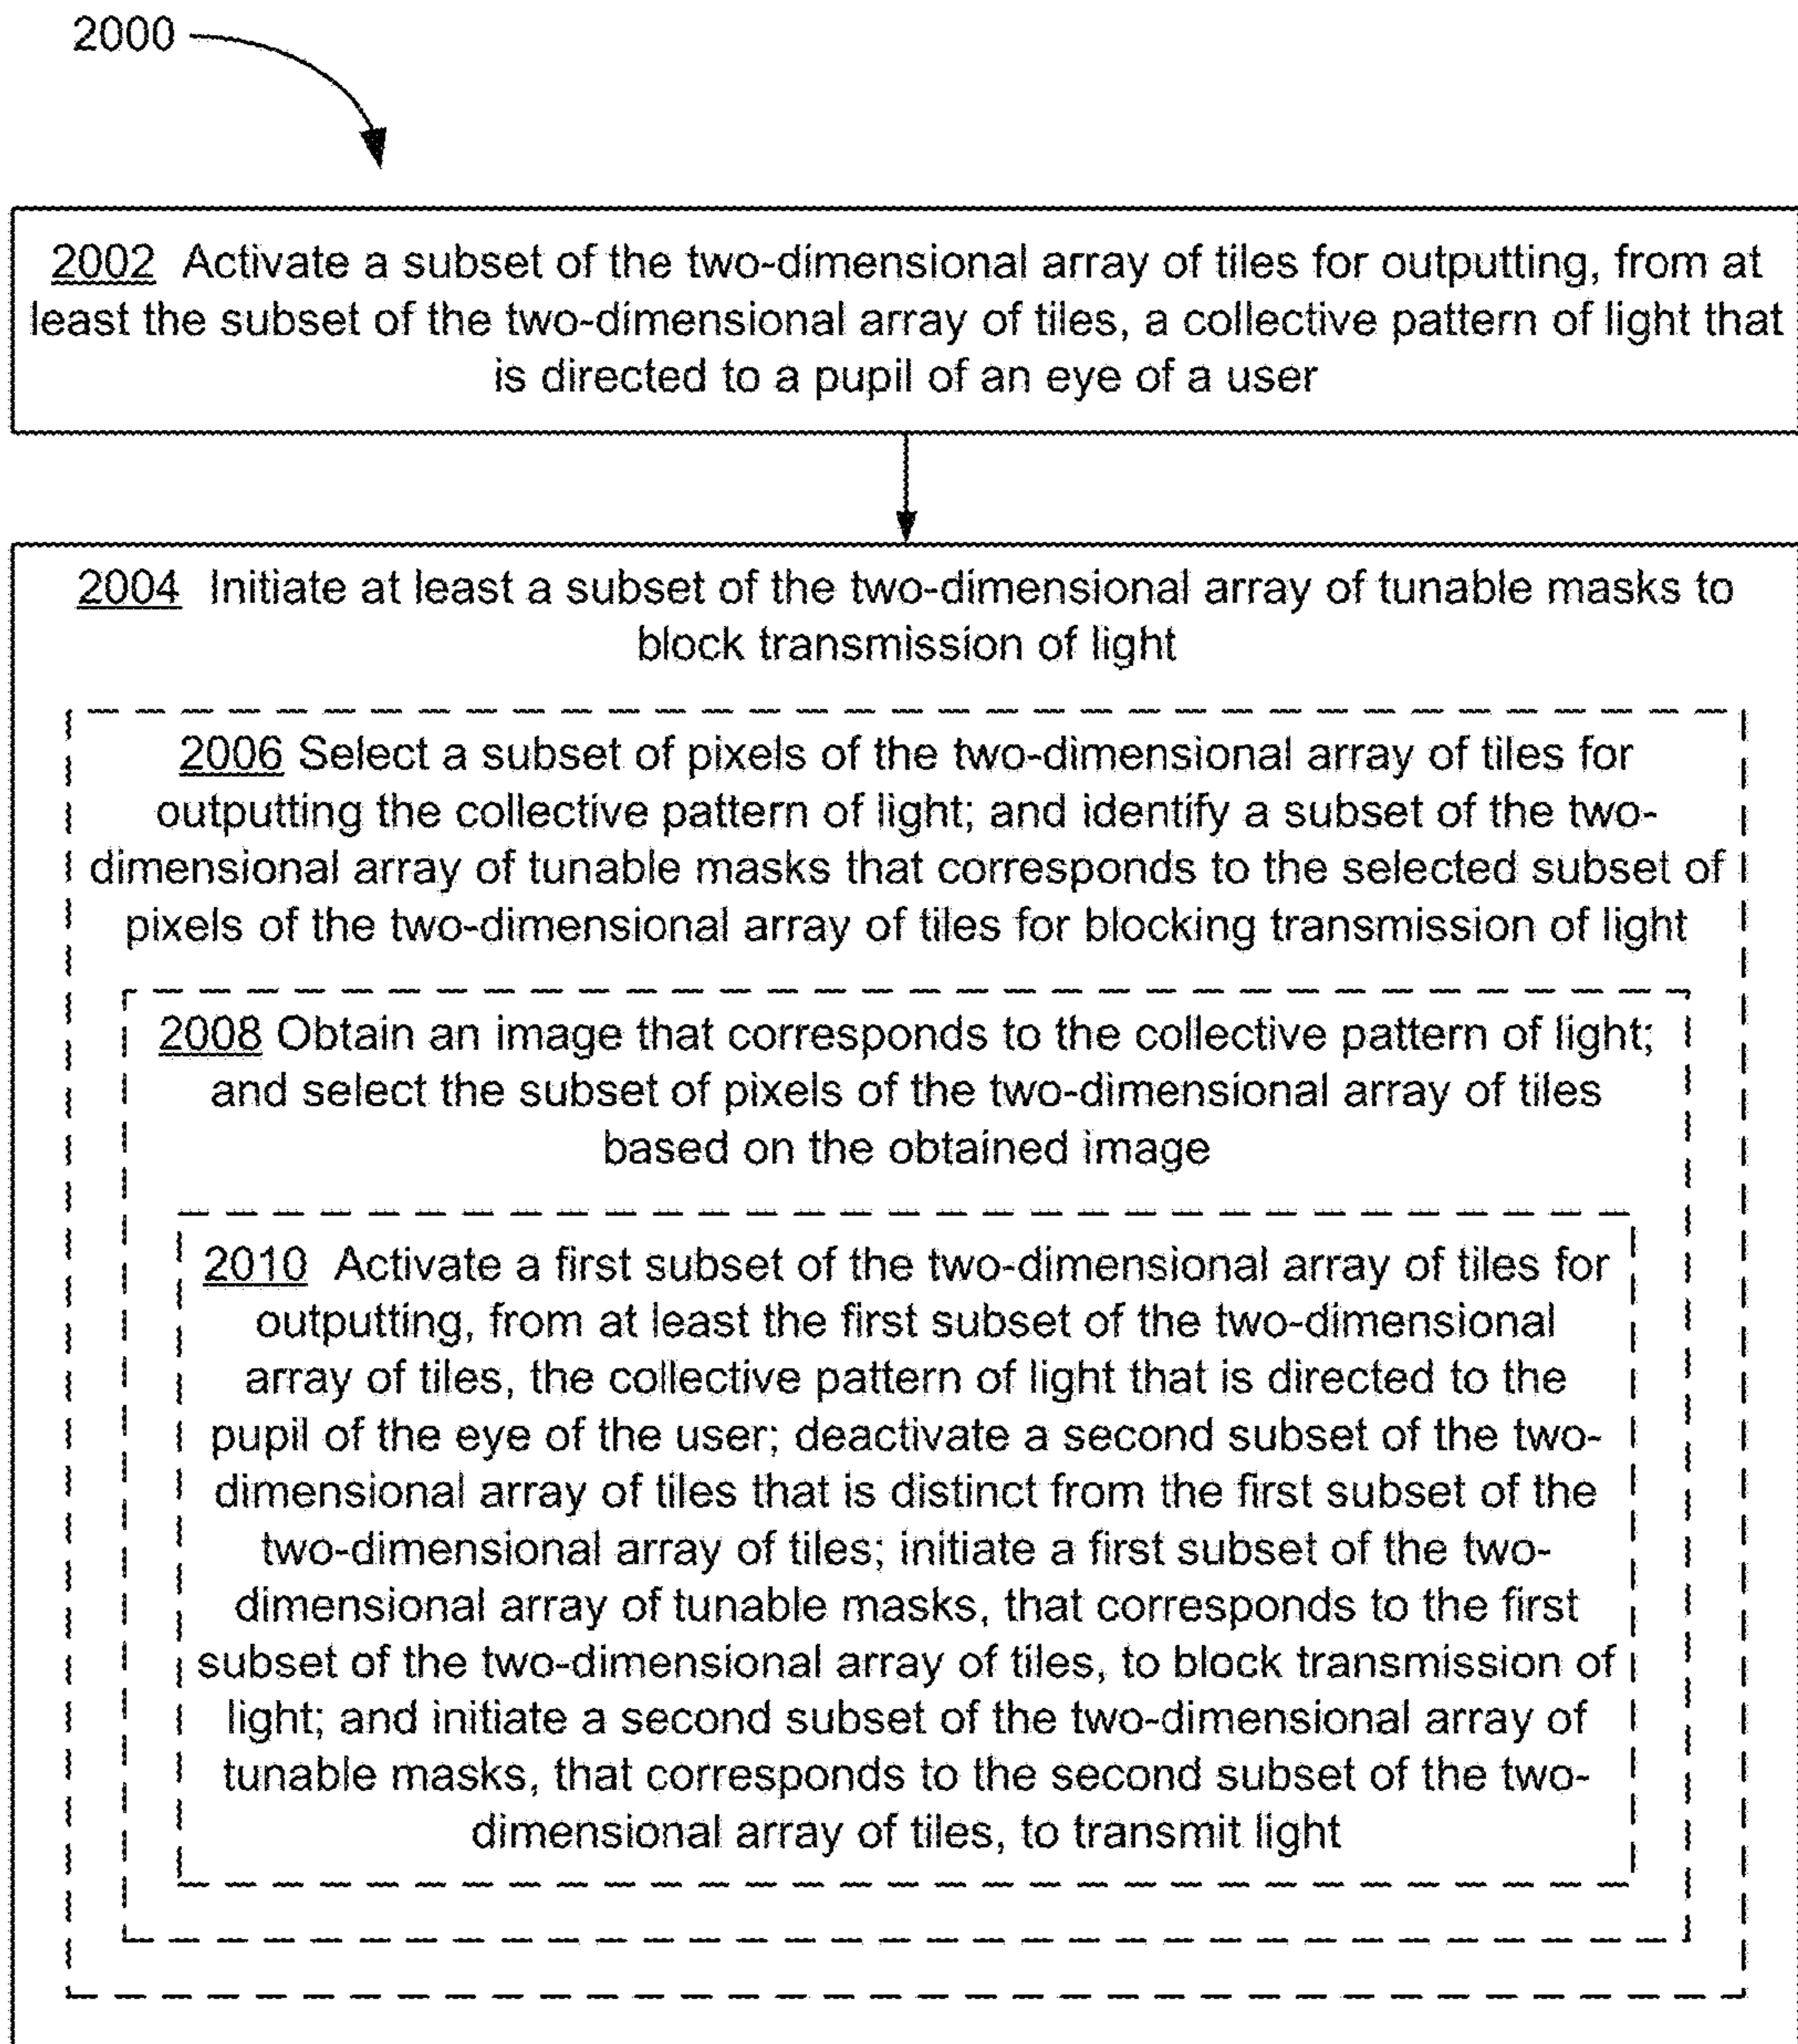 2000
2002 Activate a subset of the two-dimensional array of tiles for outputting, from at
least the subset of the two-dimensional array of tiles, a collective pattern of light that
is directed to a pupil of an eye of a user
2004 Initiate at least a subset of the two-dimensional array of tunable masks to
block transmission of light
2006 Select a subset of pixels of the two-dimensional array of tiles for
outputting the collective pattern of light; and identify a subset of the two-
dimensional array of tunable masks that corresponds to the selected subset of
pixels of the two-dimensional array of tiles for blocking transmission of light
2008 Obtain an image that corresponds to the collective pattern of light;
and select the subset of pixels of the two-dimensional array of tiles
based on the obtained image
2010 Activate a first subset of the two-dimensional array of tiles for
outputting, from at least the first subset of the two-dimensional
array of tiles, the collective pattern of light that is directed to the
pupil of the eye of the user; deactivate a second subset of the two-
dimensional array of tiles that is distinct from the first subset of the
two-dimensional array of tiles; initiate a first subset of the two-
dimensional array of tunable masks, that corresponds to the first
subset of the two-dimensional array of tiles, to block transmission of
light; and initiate a second subset of the two-dimensional array of
tunable masks, that corresponds to the second subset of the two-
dimensional array of tiles, to transmit light